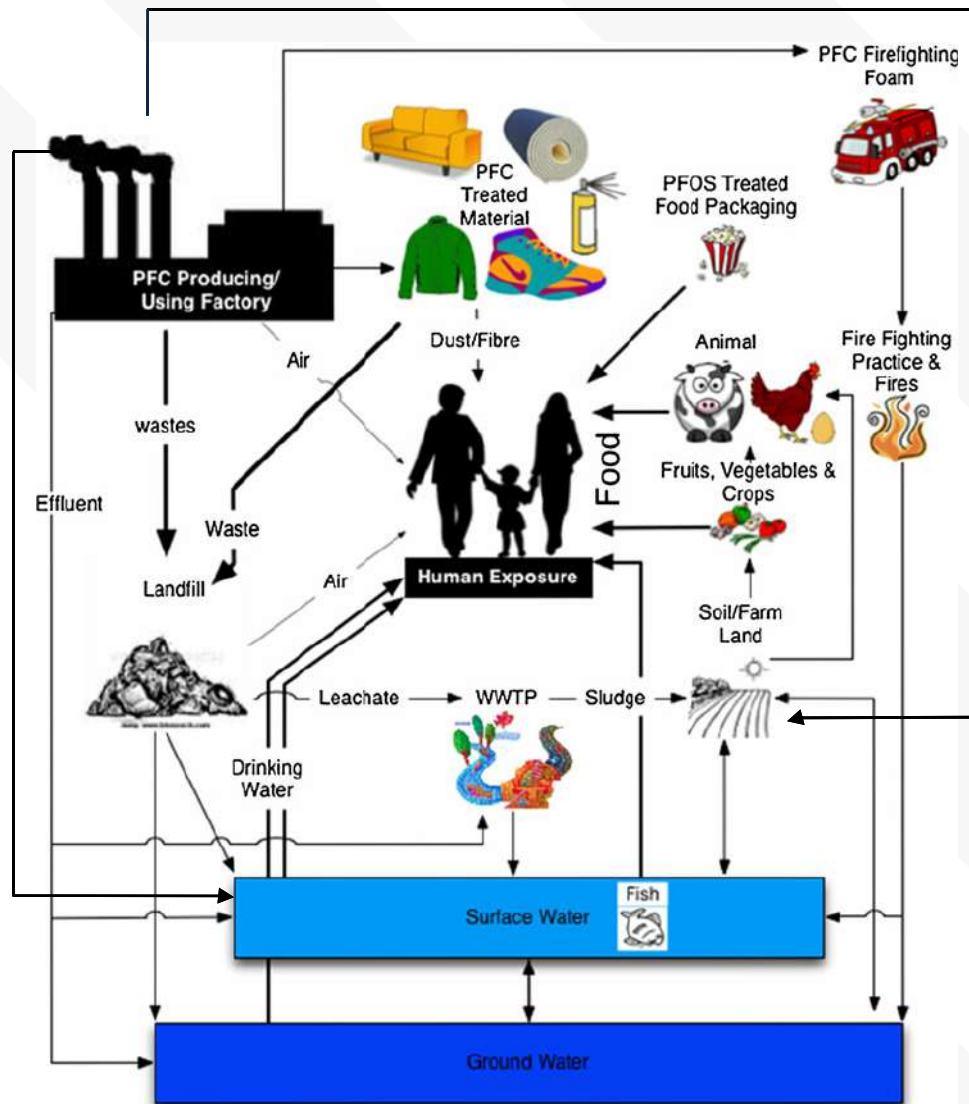 PFC Firefighting
Foam
PFC
Treated
Material
PFOS Treated
Food Packaging
PFC Producing/
Using Factory
Air
Dust/Fibre
Animal
Fire Fighting
Practice &
Fires
wastes
Food
Fruits, Vegetables &
Crops
Effluent
Waste
Landfill
Air
Human Exposure
Soil/Farm
Land
Leachate
WWTP
Sludge
Drinking
Water
Fish
Surface Water
Ground Water